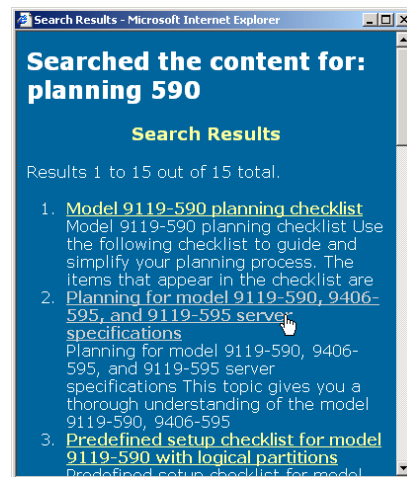 Search Results - Microsoft Internet Explorer
Searched the content for:
planning 590
Search Results
Results 1 to 15 out of 15 total.
1. Model 9119-590 planning checklist
Model 9119-590 planning checklist Use
the following checklist to guide and
simplify your planning process. The
items that appear in the checklist are
2. Planning for model 9119-590, 9406-
595, and 9119-595 server
specifications
Planning for model 9119-590, 9406-
595, and 9119-595 server
specifications This topic gives you a
thorough understanding of the model
9119-590, 9406-595
3. Predefined setup checklist for model
9119-590 with logical partitions
Predefined setup checklist for model